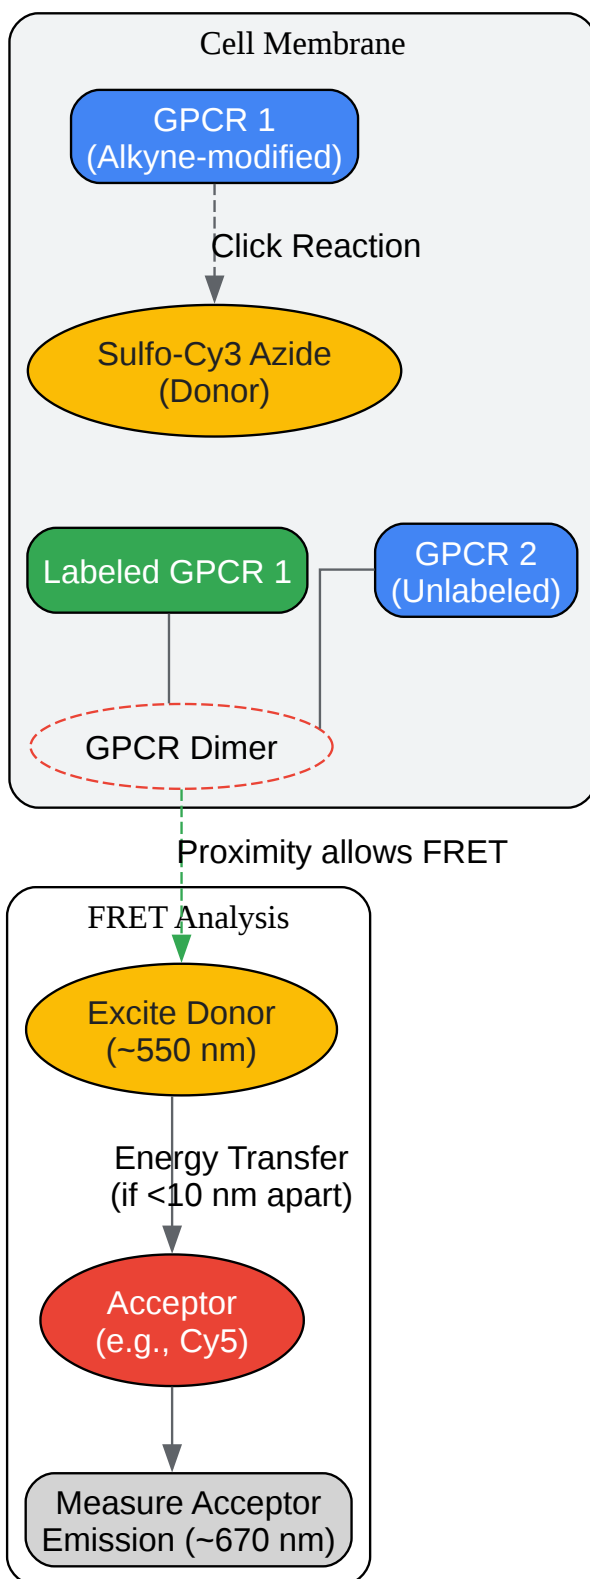 Cell Membrane
GPCR 1
(Alkyne-modified)
Click Reaction
Sulfo-Cy3 Azide
(Donor)
Labeled GPCR 1
GPCR 2
(Unlabeled)
GPCR Dimer
Proximity allows FRET
FRET Analysis
Excite Donor
(~550 nm)
Energy Transfer
(if <10 nm apart)
Acceptor
(e.g., Cy5)
Measure Acceptor
Emission (~670 nm)